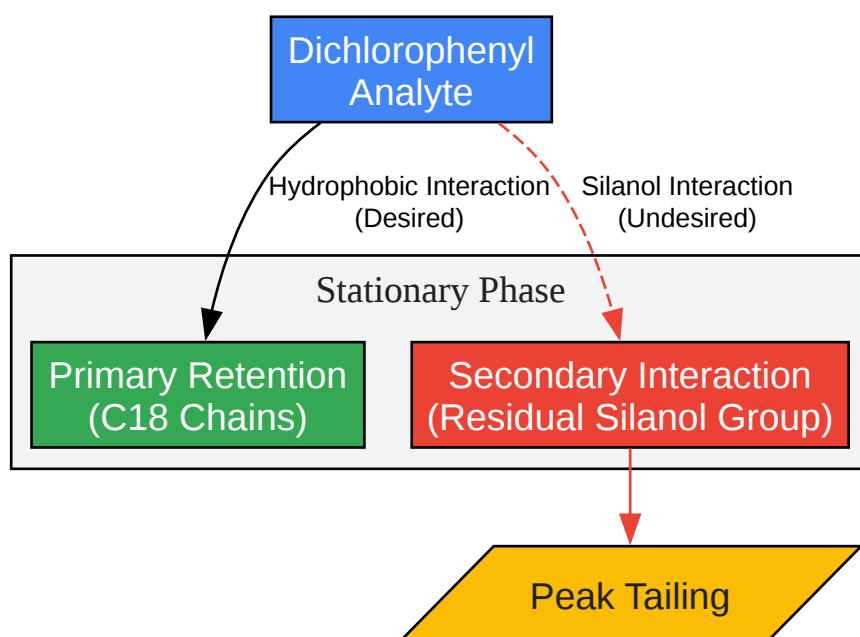 Dichlorophenyl
Analyte
Hydrophobic Interaction
(Desired)
Silanol Interaction
(Undesired)
Stationary Phase
Primary Retention
(C18 Chains)
Secondary Interaction
(Residual Silanol Group)
Peak Tailing